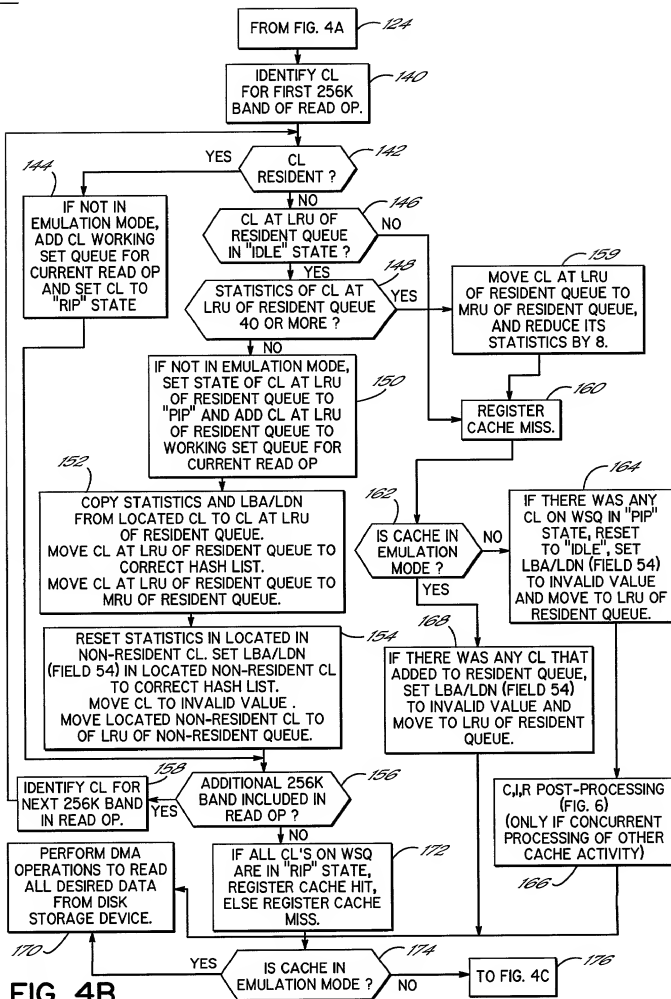 FROM FIG. 4A
124
IDENTIFY CL
FOR FIRST 256K
BAND OF READ OP.
140
YES
CL
RESIDENT ?
142
144
IF NOT IN
EMULATION MODE,
ADD CL WORKING
SET QUEUE FOR
CURRENT READ OP
AND SET CL TO
"RIP" STATE
NO
CL AT LRU OF
RESIDENT QUEUE
IN "IDLE" STATE ?
146
NO
YES
STATISTICS OF CL AT
LRU OF RESIDENT QUEUE
40 OR MORE ?
148
YES
159
MOVE CL AT LRU
OF RESIDENT QUEUE TO
MRU OF RESIDENT QUEUE,
AND REDUCE ITS
STATISTICS BY 8.
NO
IF NOT IN EMULATION MODE,
SET STATE OF CL AT LRU
OF RESIDENT QUEUE TO
"PIP" AND ADD CL AT LRU
OF RESIDENT QUEUE TO
WORKING SET QUEUE FOR
CURRENT READ OP
150
REGISTER
CACHE MISS.
160
152
COPY STATISTICS AND LBA/LDN
FROM LOCATED CL TO CL AT LRU
OF RESIDENT QUEUE.
MOVE CL AT LRU OF RESIDENT QUEUE TO
CORRECT HASH LIST.
MOVE CL AT LRU OF RESIDENT QUEUE TO
MRU OF RESIDENT QUEUE.
162
IS CACHE IN
EMULATION
MODE ?
NO
YES
164
IF THERE WAS ANY
CL ON WSQ IN "PIP"
STATE, RESET
TO "IDLE", SET
LBA/LDN (FIELD 54)
TO INVALID VALUE
AND MOVE TO LRU OF
RESIDENT QUEUE.
RESET STATISTICS IN LOCATED IN
NON-RESIDENT CL. SET LBA/LDN
(FIELD 54) IN LOCATED NON-RESIDENT CL
TO CORRECT HASH LIST.
MOVE CL TO INVALID VALUE .
MOVE LOCATED NON-RESIDENT CL TO
OF LRU OF NON-RESIDENT QUEUE.
154
168
IF THERE WAS ANY CL THAT
ADDED TO RESIDENT QUEUE,
SET LBA/LDN (FIELD 54)
TO INVALID VALUE AND
MOVE TO LRU OF RESIDENT
QUEUE.
IDENTIFY CL FOR
NEXT 256K BAND
IN READ OP.
158
YES
ADDITIONAL 256K
BAND INCLUDED IN
READ OP ?
156
C,I,R POST-PROCESSING
(FIG. 6)
(ONLY IF CONCURRENT
PROCESSING OF OTHER
CACHE ACTIVITY)
166
NO
PERFORM DMA
OPERATIONS TO READ
ALL DESIRED DATA
FROM DISK
STORAGE DEVICE.
170
IF ALL CL'S ON WSQ
ARE IN "RIP" STATE,
REGISTER CACHE HIT,
ELSE REGISTER CACHE
MISS.
172
YES
IS CACHE IN
EMULATION MODE ?
174
NO
TO FIG. 4C
176
FIG. 4B